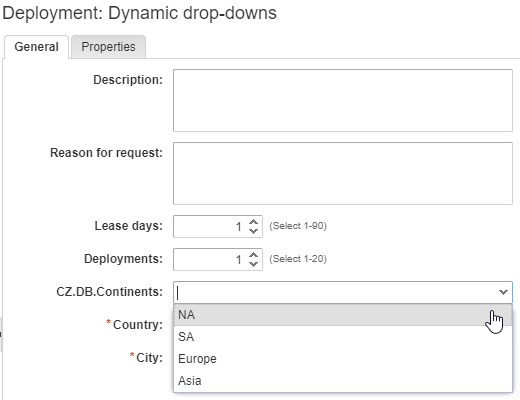 Deployment: Dynamic drop-downs
General Properties
Description:
Reason for request:
Lease days: 1 (Select 1-90)
Deployments: 1 (Select 1-20)
CZ.DB.Continents:
NA
* Country:
SA
* City: Europe
Asia